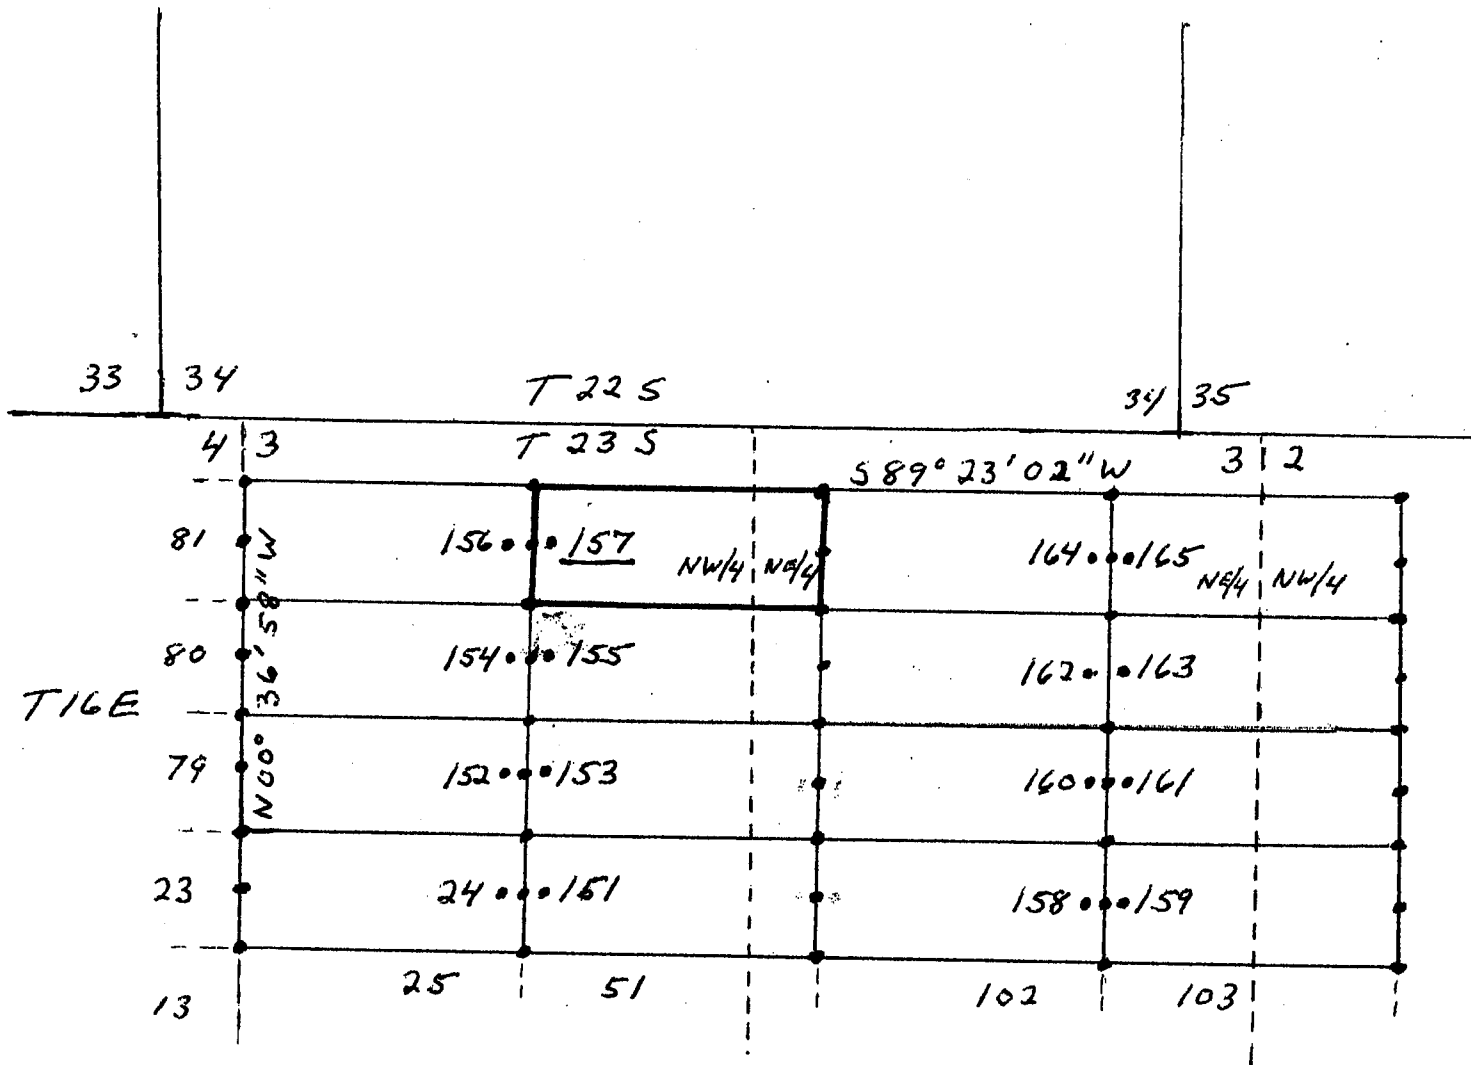 33 34 T 22 S 34 35
4 3 T 23 S 3 2
S 89° 23' 02" W
81 156 157 NW/4 NE/4 164 165 NE/4 NW/4
N 00° 36' 58" W
80 154 155 162 163
T 16 E
79 152 153 160 161
23 24 151 158 159
13 25 51 102 103